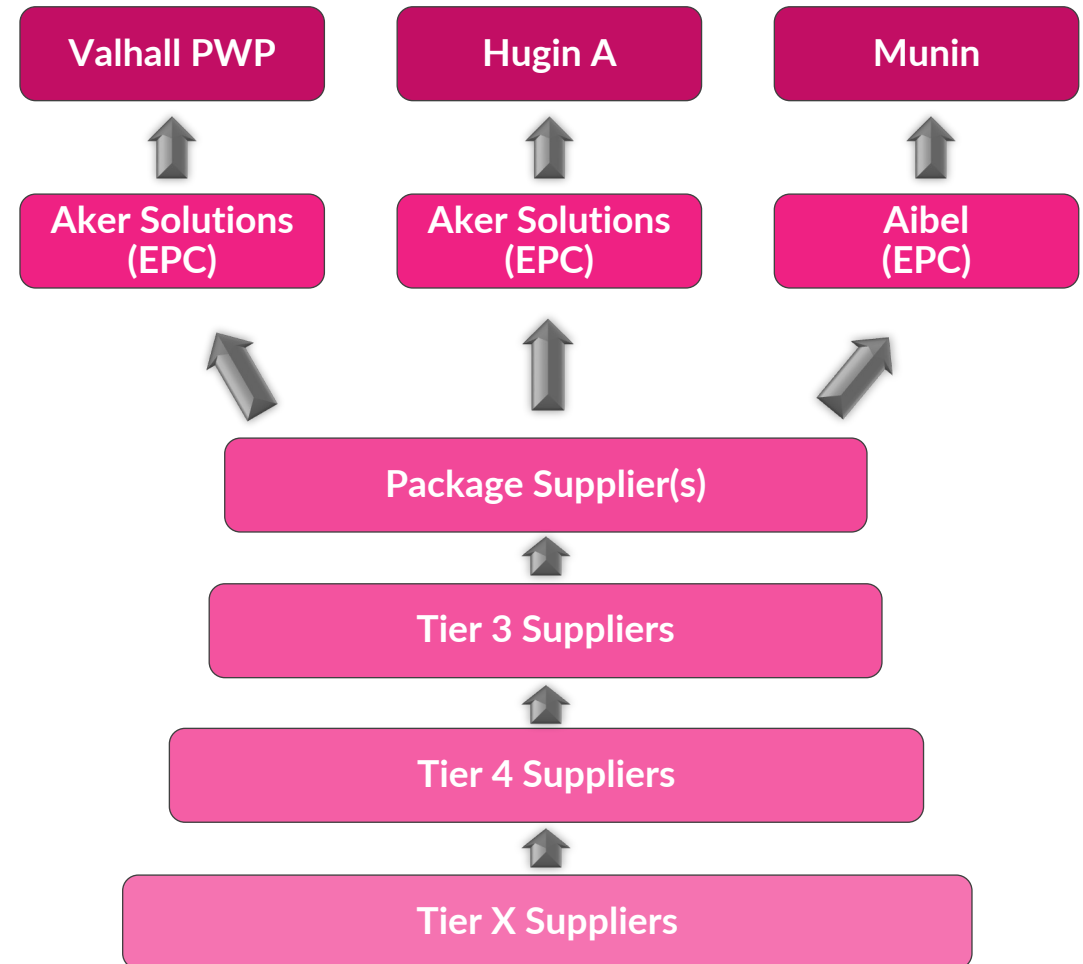 Valhall PWP
Hugin A
Munin
Aker Solutions
(EPC)
Aker Solutions
(EPC)
Aibel
(EPC)
Package Supplier(s)
Tier 3 Suppliers
Tier 4 Suppliers
Tier X Suppliers